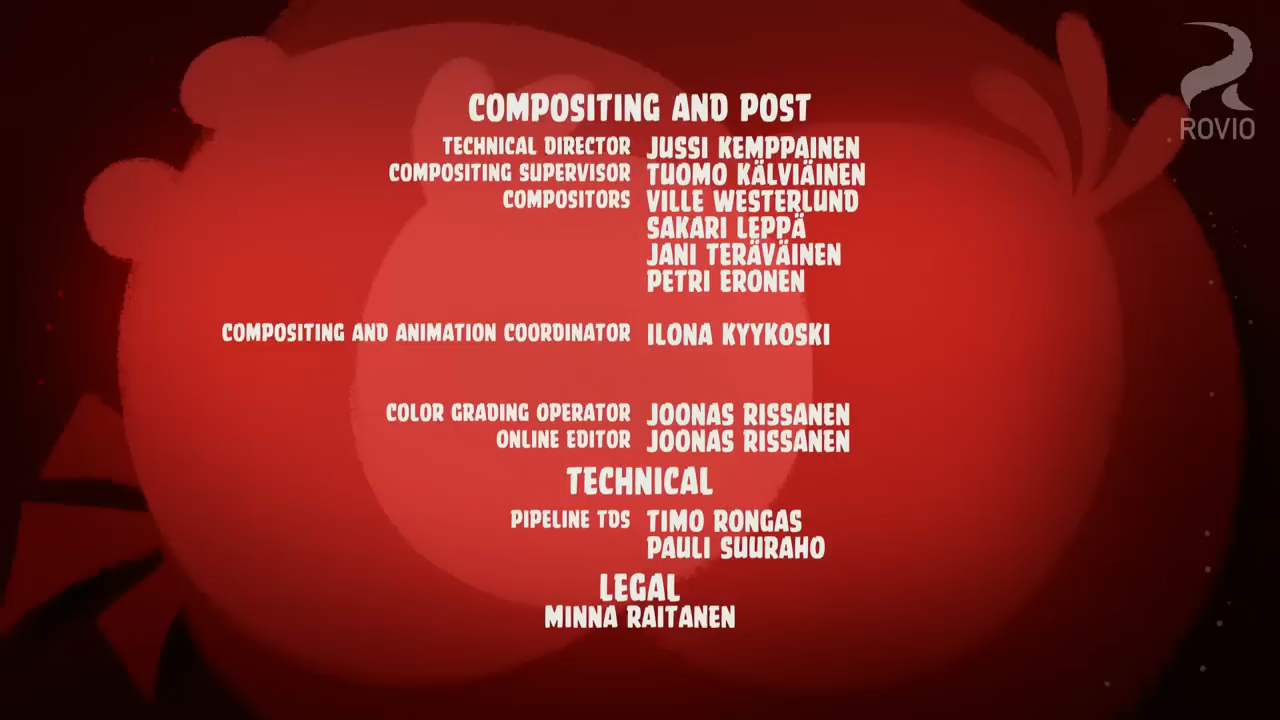 ROVIO
COMPOSITING AND POST
TECHNICAL DIRECTOR JUSSI KEMPPAINEN
COMPOSITING SUPERVISOR TUOMO KÄLVIÄINEN
COMPOSITORS VILLE WESTERLUND
SAKARI LEPPÄ
JANI TERÄVÄINEN
PETRI ERONEN
COMPOSITING AND ANIMATION COORDINATOR ILONA KYYKOSKI
COLOR GRADING OPERATOR JOONAS RISSANEN
ONLINE EDITOR JOONAS RISSANEN
TECHNICAL
PIPELINE TDS TIMO RONGAS
PAULI SUURAHO
LEGAL
MINNA RAITANEN